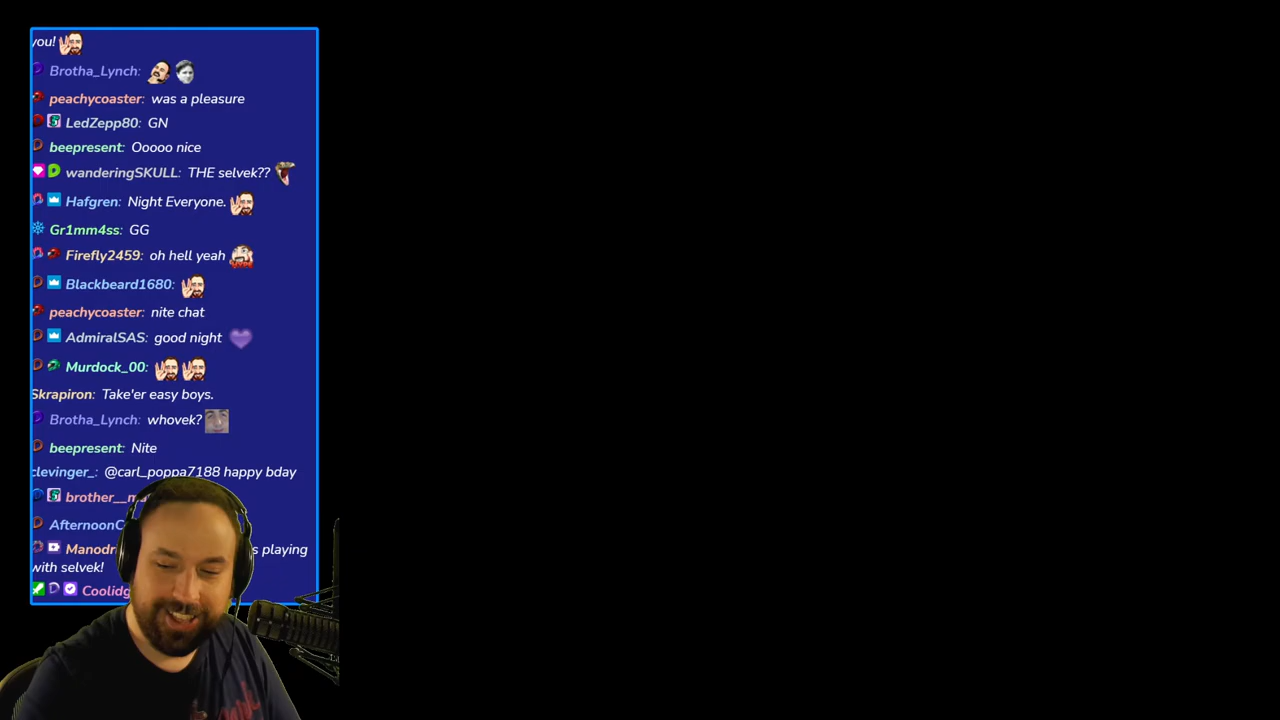 you!
Brotha_Lynch:
peachycoaster: was a pleasure
LedZepp80: GN
beepresent: Ooooo nice
wanderingSKULL: THE selvek??
Hafgren: Night Everyone.
Gr1mm4ss: GG
Firefly2459: oh hell yeah
Blackbeard1680:
peachycoaster: nite chat
AdmiralSAS: good night
Murdock_00:
Skrapiron: Take'er easy boys.
Brotha_Lynch: whovek?
beepresent: Nite
clevinger_: @carl_poppa7188 happy bday
brother__m
AfternoonC
Manodr s playing
with selvek!
Coolidg